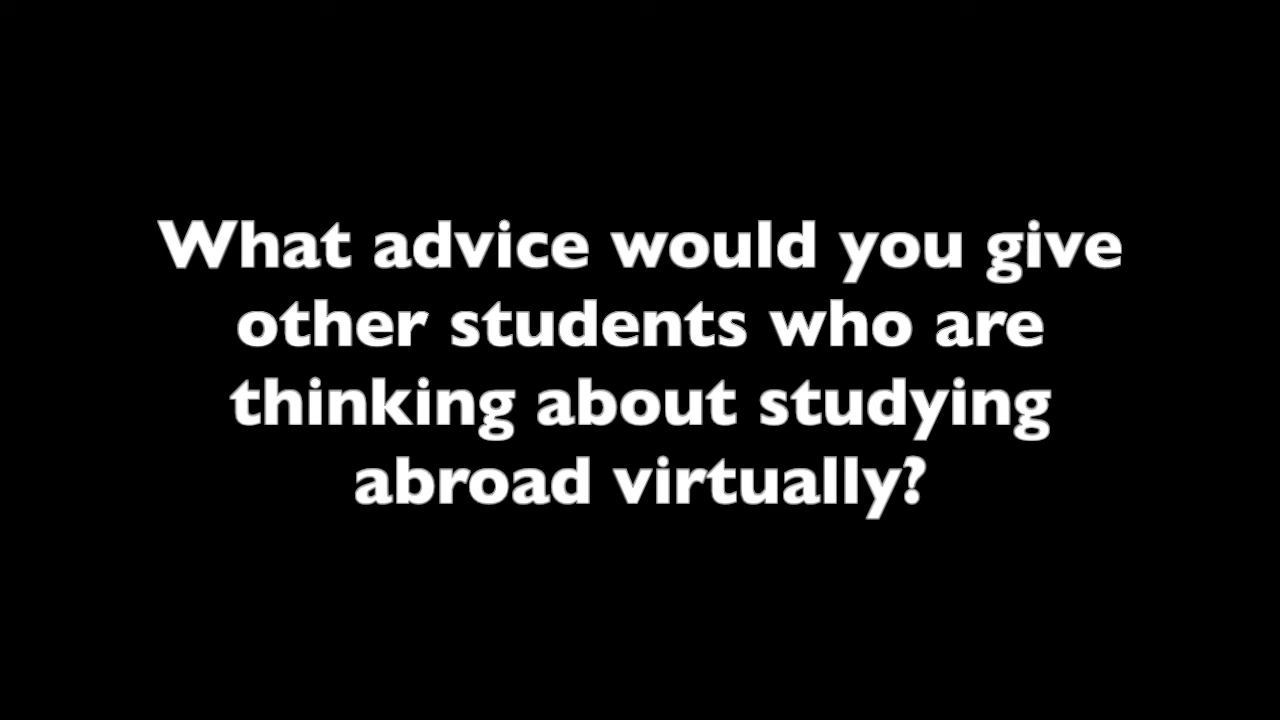 What advice would you give
other students who are
thinking about studying
abroad virtually?